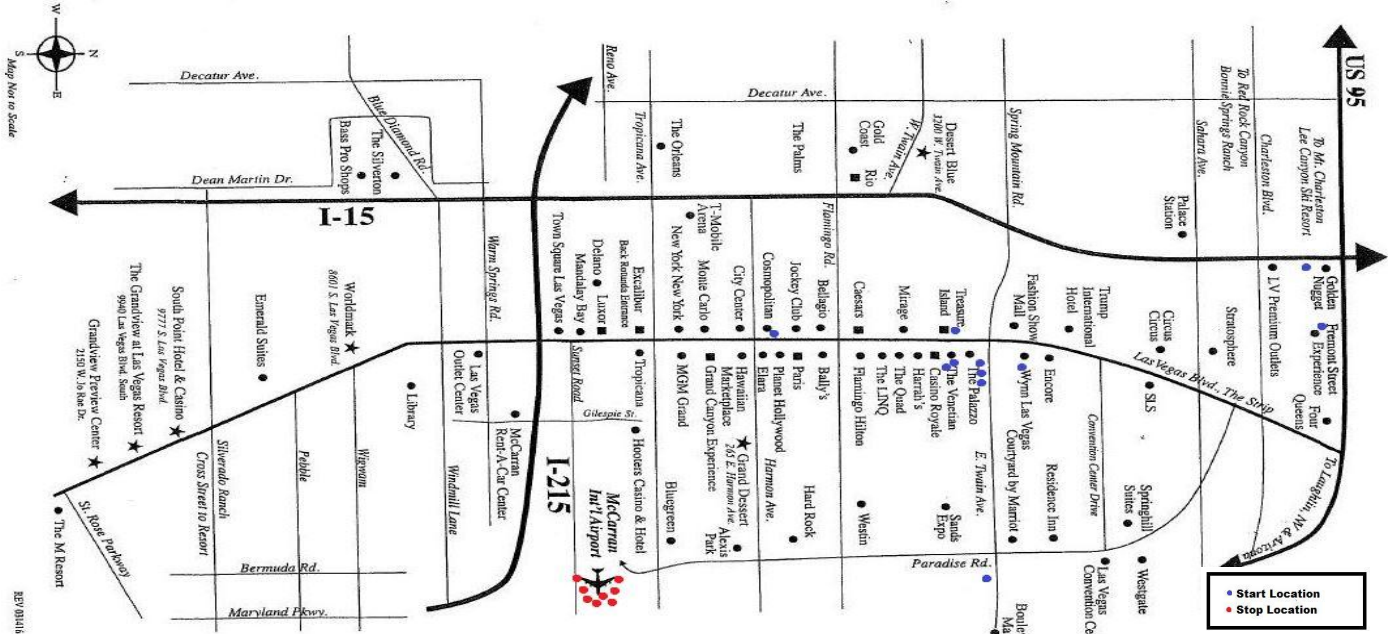 W
N
S
E
Map Not to Scale
Decatur Ave.
Blue Diamond Rd.
The Silverton
Bass Pro Shops
Dean Martin Dr.
I-15
Reno Ave.
Tropicana Ave.
The Orleans
Decatur Ave.
The Palms
Gold
Coast
Rio
W. Twain Ave.
Desert Blue
3200 W. Twain Ave.
Spring Mountain Rd.
Sahara Ave.
To Red Rock Canyon
Bonnie Springs Ranch
Charleston Blvd.
To Mt. Charleston
Lee Canyon Ski Resort
US 95
Palace
Station
Warm Springs Rd.
Town Square Las Vegas
Mandalay Bay
Delano
Luxor
Back Rotunda Entrance
Excalibur
New York New York
T-Mobile
Arena
Monte Carlo
City Center
Cosmopolitan
Jockey Club
Bellagio
Flamingo Rd.
Caesars
Mirage
Treasure
Island
Fashion Show
Mall
Trump
International
Hotel
Circus
Circus
Stratosphere
LV Premium Outlets
Golden
Nugget
Fremont Street
Experience
Four
Queens
Las Vegas Blvd., The Strip
Worldmark
8601 S. Las Vegas Blvd.
Emerald Suites
South Point Hotel & Casino
9777 S. Las Vegas Blvd.
The Grandview at Las Vegas Resort
9940 Las Vegas Blvd. South
Grandview Preview Center
2150 W. Jo Rae Dr.
Library
Las Vegas
Outlet Center
McCarran
Rent-A-Car Center
Sunset Road
Gilespie St.
Tropicana
Hooters Casino & Hotel
MGM Grand
Bluegreen
Grand Canyon Experience
Hawaiian
Marketplace
Grand Dessert
265 E. Harmon Ave.
Alexis
Park
Elara
Planet Hollywood
Harmon Ave.
Paris
Hard Rock
Bally's
Flamingo Hilton
Westin
The LINQ
The Quad
Harrah's
Casino Royale
The Venetian
Sands
Expo
The Palazzo
E. Twain Ave.
Wynn Las Vegas
Courtyard by Marriot
Encore
Residence Inn
Convention Center Drive
SLS
Springhill
Suites
Westgate
Las Vegas
Convention Ce
Boule
Ma
Paradise Rd.
To Laughlin, NV & Arizona
McCarran
Int'l Airport
I-215
Windmill Lane
Wigwam
Pebble
Silverado Ranch
Cross Street to Resort
St. Rose Parkway
The M Resort
Bermuda Rd.
Maryland Pkwy.
REV 031416
Start Location
Stop Location